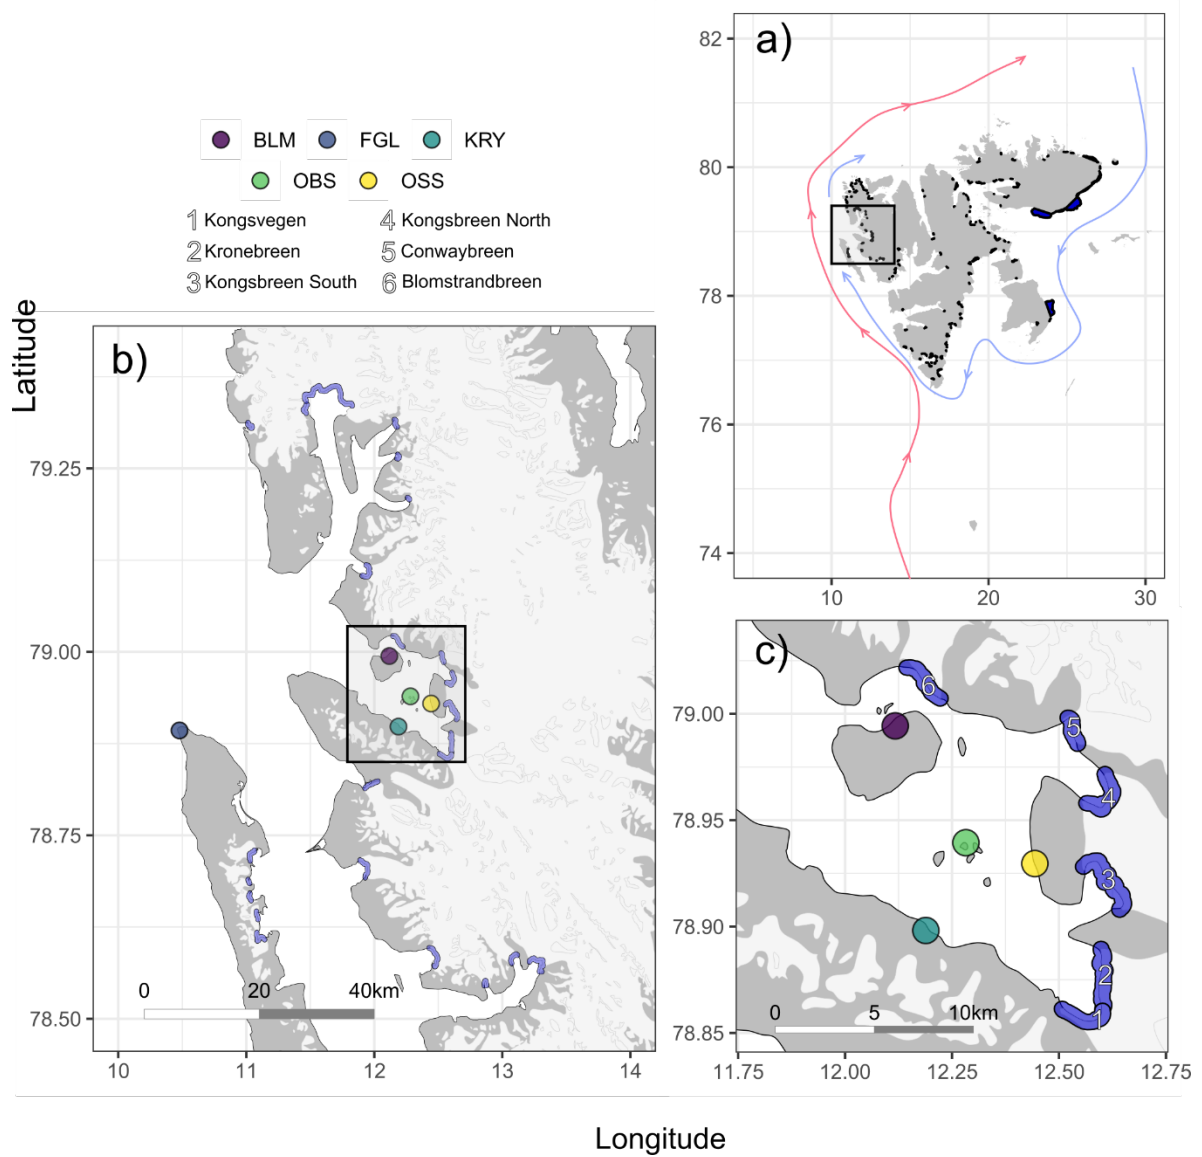 BLM FGL KRY
OBS OSS
1 Kongsvegen 4 Kongsbreen North
2 Kronebreen 5 Conwaybreen
3 Kongsbreen South 6 Blomstrandbreen
a)
82
80
78
76
74
10 20 30
Latitude
b)
79.25
79.00
78.75
78.50
0 20 40km
10 11 12 13 14
c)
79.00
78.95
78.90
78.85
6
5
4
3
2
1
0 5 10km
11.75 12.00 12.25 12.50 12.75
Longitude